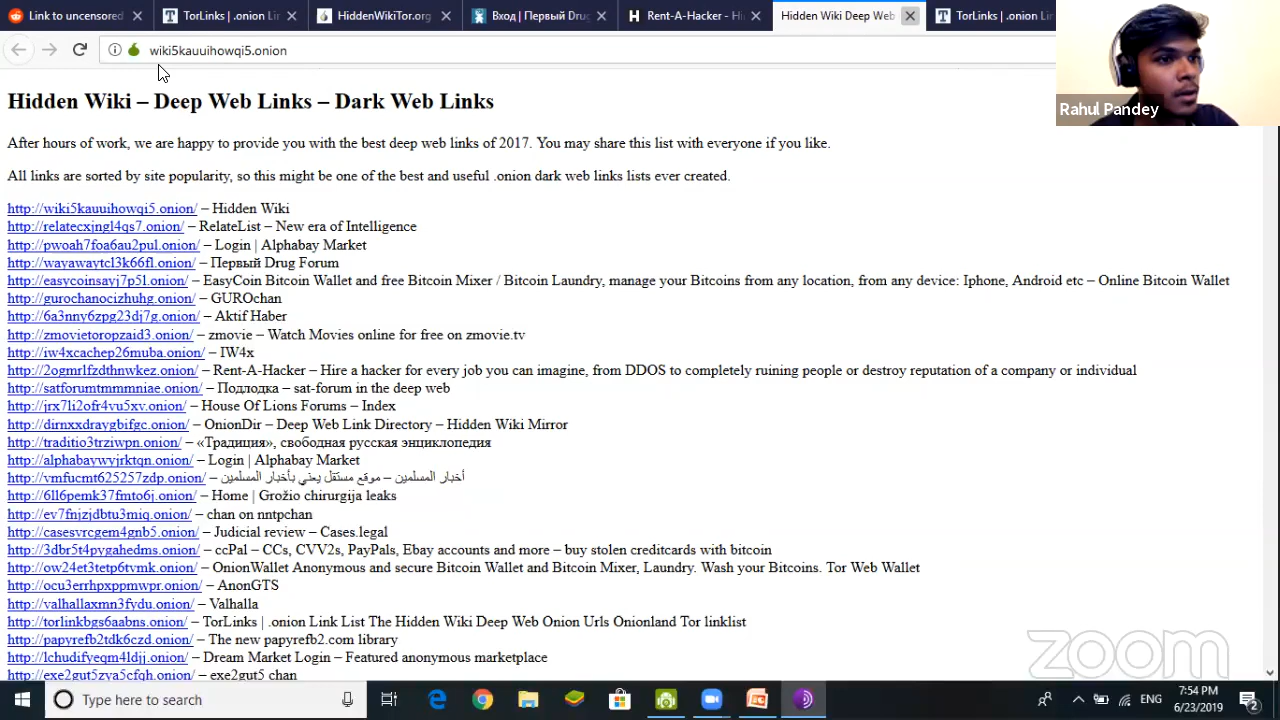 Link to uncensored
TorLinks | .onion Lin
HiddenWikiTor.org
Вход | Первый Drug
Rent-A-Hacker - Hi
Hidden Wiki Deep Web
TorLinks | .onion Lin
wiki5kauuihowqi5.onion
Rahul Pandey
Hidden Wiki – Deep Web Links – Dark Web Links
After hours of work, we are happy to provide you with the best deep web links of 2017. You may share this list with everyone if you like.
All links are sorted by site popularity, so this might be one of the best and useful .onion dark web links lists ever created.
http://wiki5kauuihowqi5.onion/ – Hidden Wiki
http://relatecxjngl4qs7.onion/ – RelateList – New era of Intelligence
http://pwoah7foa6au2pul.onion/ – Login | Alphabay Market
http://wayawaytcl3k66fl.onion/ – Первый Drug Forum
http://easycoinsayj7p5l.onion/ – EasyCoin Bitcoin Wallet and free Bitcoin Mixer / Bitcoin Laundry, manage your Bitcoins from any location, from any device: Iphone, Android etc – Online Bitcoin Wallet
http://gurochanocizhuhg.onion/ – GUROchan
http://6a3nny6zpg23dj7g.onion/ – Aktif Haber
http://zmovietoropzaid3.onion/ – zmovie – Watch Movies online for free on zmovie.tv
http://iw4xcachep26muba.onion/ – IW4x
http://2ogmrlfzdthnwkez.onion/ – Rent-A-Hacker – Hire a hacker for every job you can imagine, from DDOS to completely ruining people or destroy reputation of a company or individual
http://satforumtmmmniae.onion/ – Подлодка – sat-forum in the deep web
http://jrx7li2ofr4vu5xv.onion/ – House Of Lions Forums – Index
http://dirnxxdraygbifgc.onion/ – OnionDir – Deep Web Link Directory – Hidden Wiki Mirror
http://traditio3trziwpn.onion/ – «Традиция», свободная русская энциклопедия
http://alphabaywyjrktqn.onion/ – Login | Alphabay Market
http://vmfucmt625257zdp.onion/ – أخبار المسلمين – موقع مستقل يعني بأخبار المسلمين
http://6ll6pemk37fmto6j.onion/ – Home | Grožio chirurgija leaks
http://ev7fnjzjdbtu3miq.onion/ – chan on nntpchan
http://casesvrcgem4gnb5.onion/ – Judicial review – Cases.legal
http://3dbr5t4pygahedms.onion/ – ccPal – CCs, CVV2s, PayPals, Ebay accounts and more – buy stolen creditcards with bitcoin
http://ow24et3tetp6tvmk.onion/ – OnionWallet Anonymous and secure Bitcoin Wallet and Bitcoin Mixer, Laundry. Wash your Bitcoins. Tor Web Wallet
http://ocu3errhpxppmwpr.onion/ – AnonGTS
http://valhallaxmn3fydu.onion/ – Valhalla
http://torlinkbgs6aabns.onion/ – TorLinks | .onion Link List The Hidden Wiki Deep Web Onion Urls Onionland Tor linklist
http://papyrefb2tdk6czd.onion/ – The new papyrefb2.com library
http://lchudifyeqm4ldjj.onion/ – Dream Market Login – Featured anonymous marketplace
http://exe2gut5zya5cfqh.onion/ – exe2gut5 chan
zoom
Type here to search
ENG
7:54 PM
6/23/2019
2